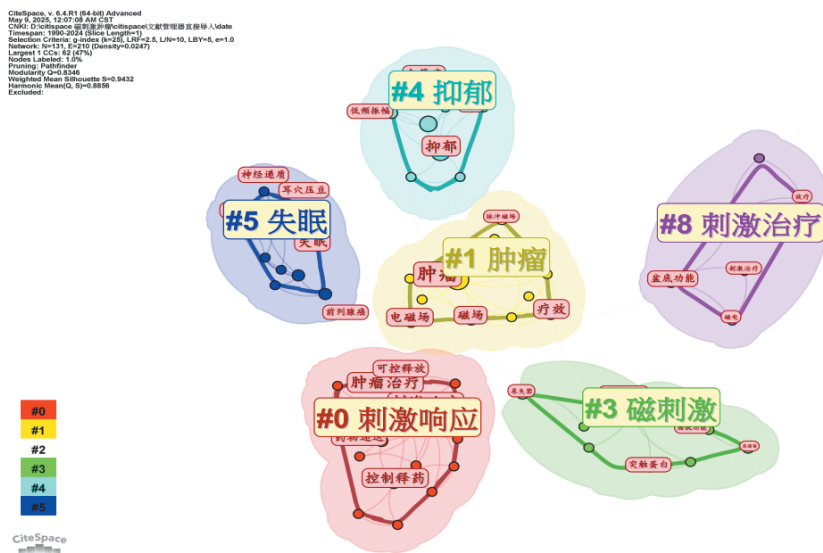 CiteSpace, v. 6.4.R1 (64-bit) Advanced
May 9, 2025, 12:07:08 AM CST
CNKI: D:\citispace 磁刺激肿瘤\citispace\文献管理器直接导入\date
Timespan: 1990-2024 (Slice Length=1)
Selection Criteria: g-index (k=25), LRF=2.5, L/N=10, LBY=5, e=1.0
Network: N=131, E=210 (Density=0.0247)
Largest 1 CCs: 62 (47%)
Nodes Labeled: 1.0%
Pruning: Pathfinder
Modularity Q=0.8346
Weighted Mean Silhouette S=0.9432
Harmonic Mean(Q, S)=0.8856
Excluded:
#4 抑郁
低频振幅
抑郁
神经递质
耳穴压豆
#5 失眠
失眠
前列腺癌
脉冲磁场
#1 肿瘤
肿瘤
电磁场
磁场
疗效
放疗
#8 刺激治疗
刺激治疗
盆底功能
磁电
可控释放
肿瘤治疗
#0 刺激响应
控制释药
尿失禁
#3 磁刺激
突触蛋白
#0
#1
#2
#3
#4
#5
CiteSpace